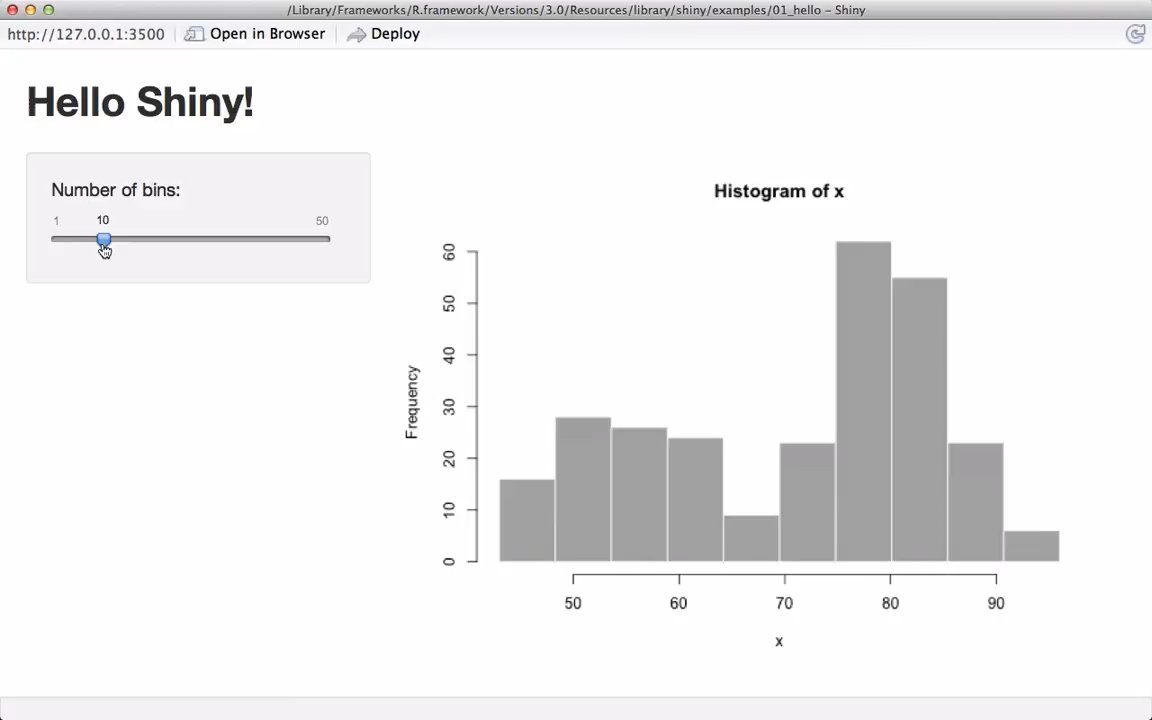 /Library/Frameworks/R.framework/Versions/3.0/Resources/library/shiny/examples/01_hello - Shiny
http://127.0.0.1:3500 Open in Browser Deploy
Hello Shiny!
Number of bins:
1 10 50
Histogram of x
Frequency
60
50
40
30
20
10
0
50 60 70 80 90
x